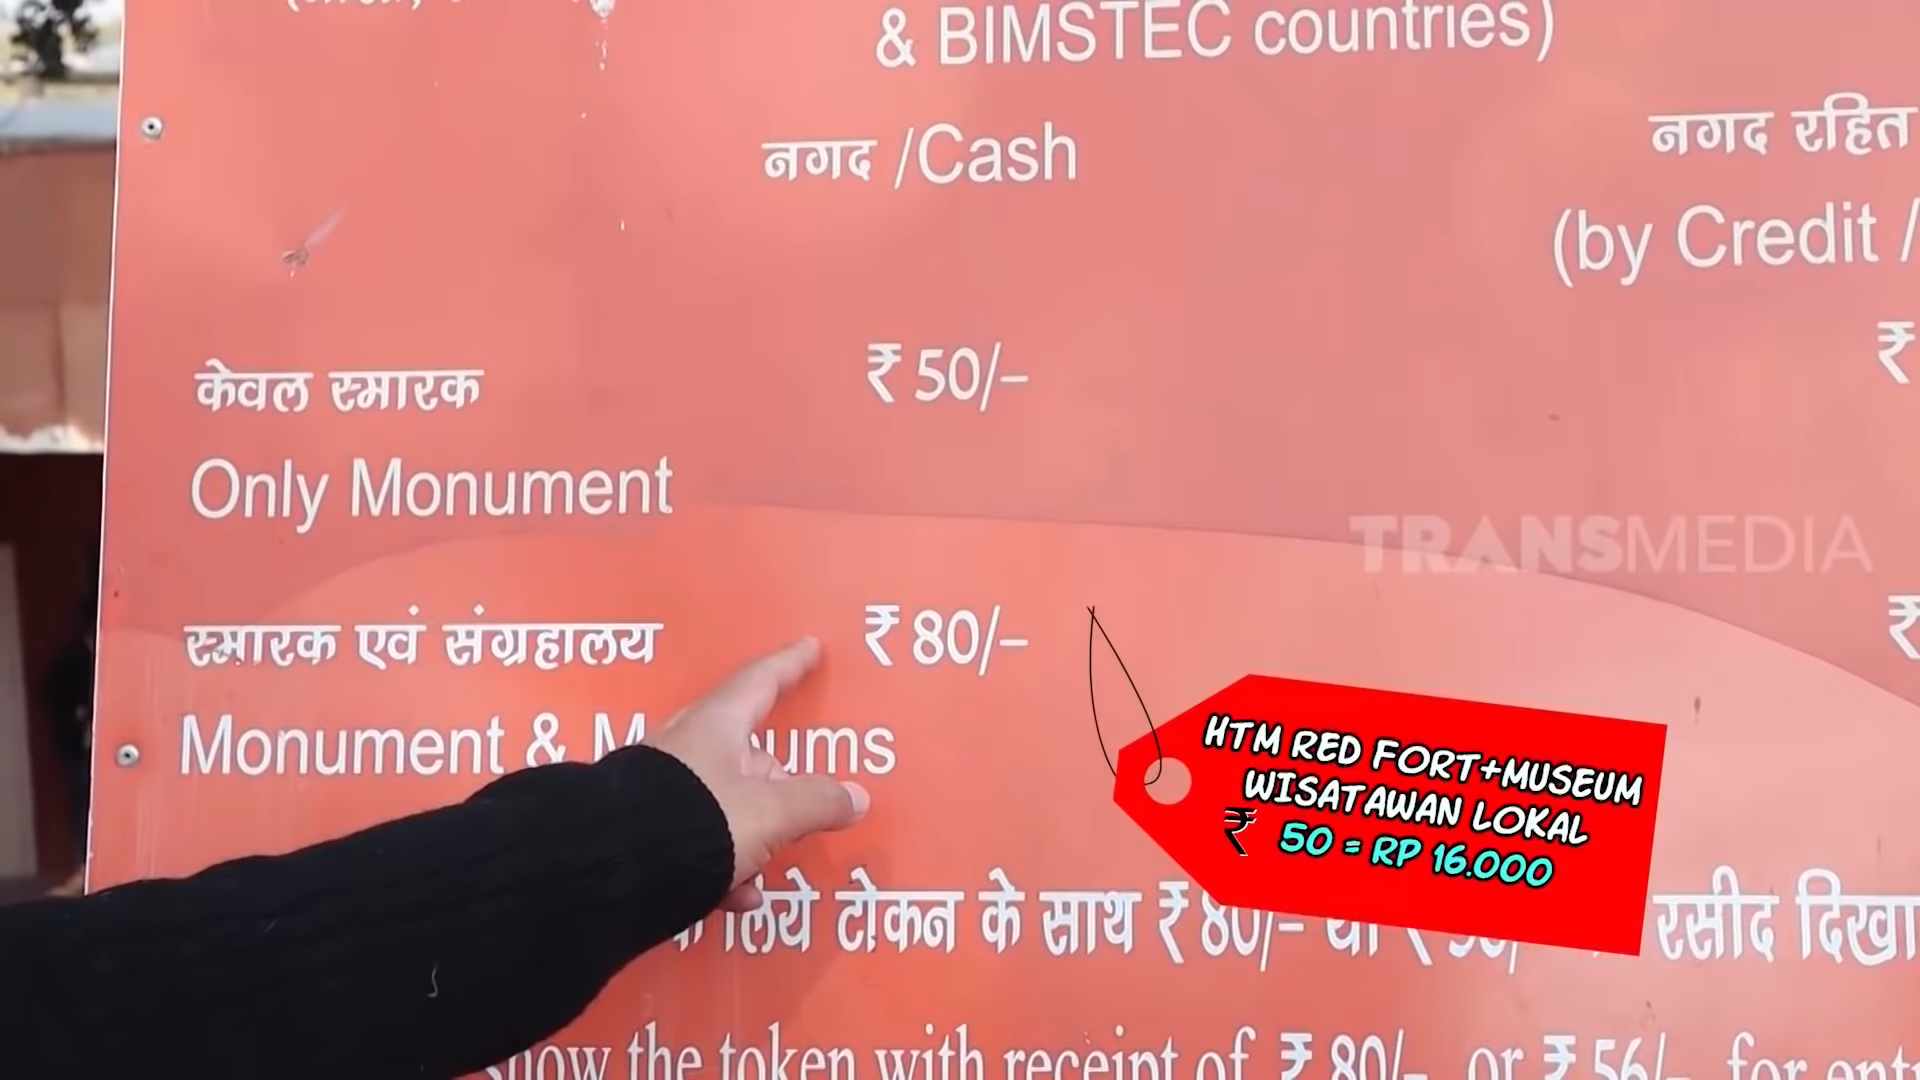 & BIMSTEC countries)
नगद /Cash
नगद रहित
(by Credit /
केवल स्मारक
₹ 50/–
₹
Only Monument
TRANSMEDIA
स्मारक एवं संग्रहालय
₹ 80/–
₹
Monument &
HTM RED FORT+MUSEUM
WISATAWAN LOKAL
₹ 50 = RP 16.000
लिये टोकन के साथ ₹ 80/– रसीद दिखा
the token with receipt of ₹ 80/- or ₹ 56/- for